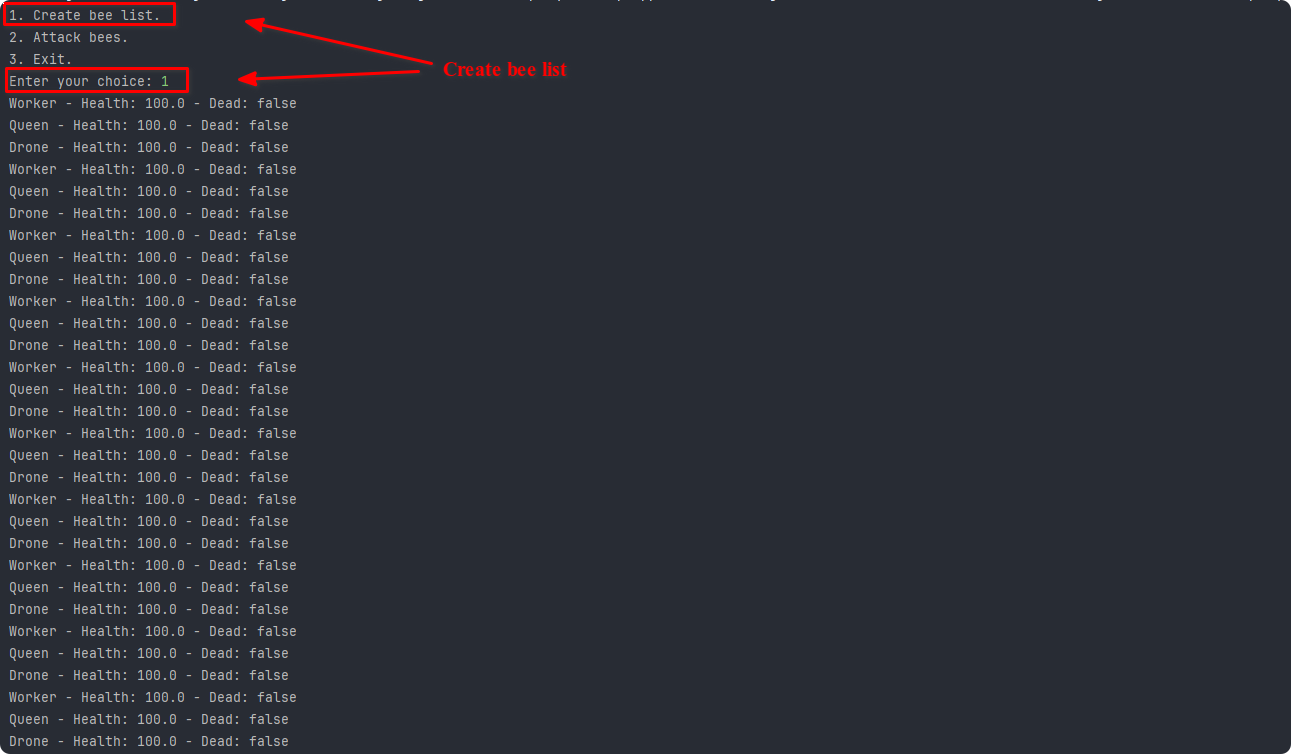 1. Create bee list.
2. Attack bees.
3. Exit.
Create bee list
Enter your choice: 1
Worker - Health: 100.0 - Dead: false
Queen - Health: 100.0 - Dead: false
Drone - Health: 100.0 - Dead: false
Worker - Health: 100.0 - Dead: false
Queen - Health: 100.0 - Dead: false
Drone - Health: 100.0 - Dead: false
Worker - Health: 100.0 - Dead: false
Queen - Health: 100.0 - Dead: false
Drone - Health: 100.0 - Dead: false
Worker - Health: 100.0 - Dead: false
Queen - Health: 100.0 - Dead: false
Drone - Health: 100.0 - Dead: false
Worker - Health: 100.0 - Dead: false
Queen - Health: 100.0 - Dead: false
Drone - Health: 100.0 - Dead: false
Worker - Health: 100.0 - Dead: false
Queen - Health: 100.0 - Dead: false
Drone - Health: 100.0 - Dead: false
Worker - Health: 100.0 - Dead: false
Queen - Health: 100.0 - Dead: false
Drone - Health: 100.0 - Dead: false
Worker - Health: 100.0 - Dead: false
Queen - Health: 100.0 - Dead: false
Drone - Health: 100.0 - Dead: false
Worker - Health: 100.0 - Dead: false
Queen - Health: 100.0 - Dead: false
Drone - Health: 100.0 - Dead: false
Worker - Health: 100.0 - Dead: false
Queen - Health: 100.0 - Dead: false
Drone - Health: 100.0 - Dead: false